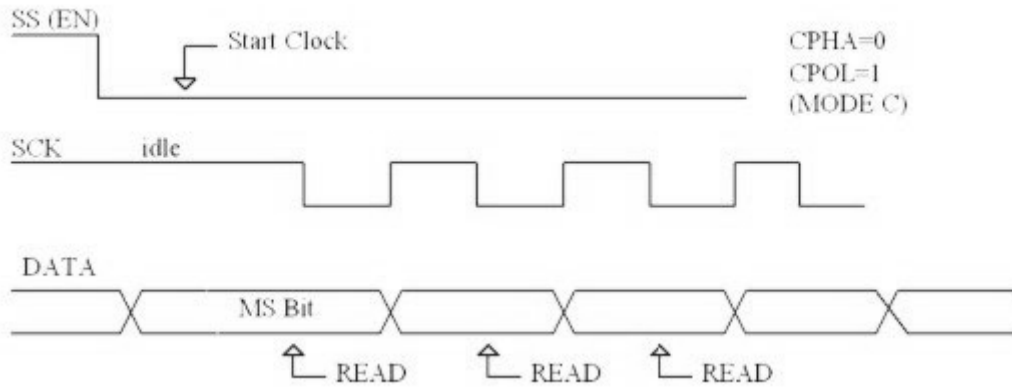 SS (EN)
Start Clock
CPHA=0
CPOL=1
(MODE C)
SCK
idle
DATA
MS Bit
READ
READ
READ